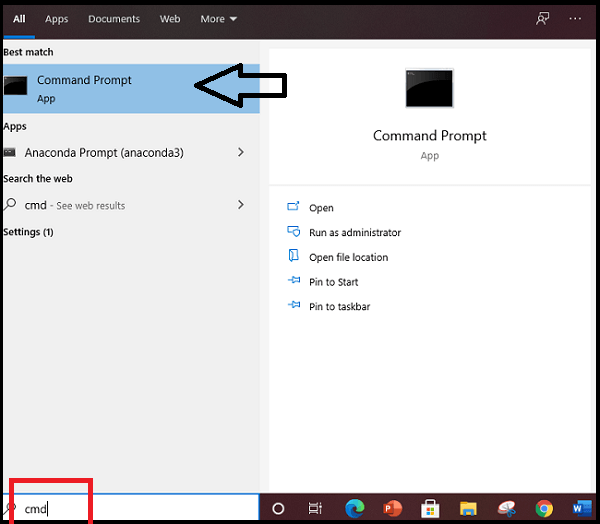 All Apps Documents Web More
Best match
Command Prompt
App
Apps
Anaconda Prompt (anaconda3)
Search the web
cmd - See web results
Settings (1)
Command Prompt
App
Open
Run as administrator
Open file location
Pin to Start
Pin to taskbar
cmd